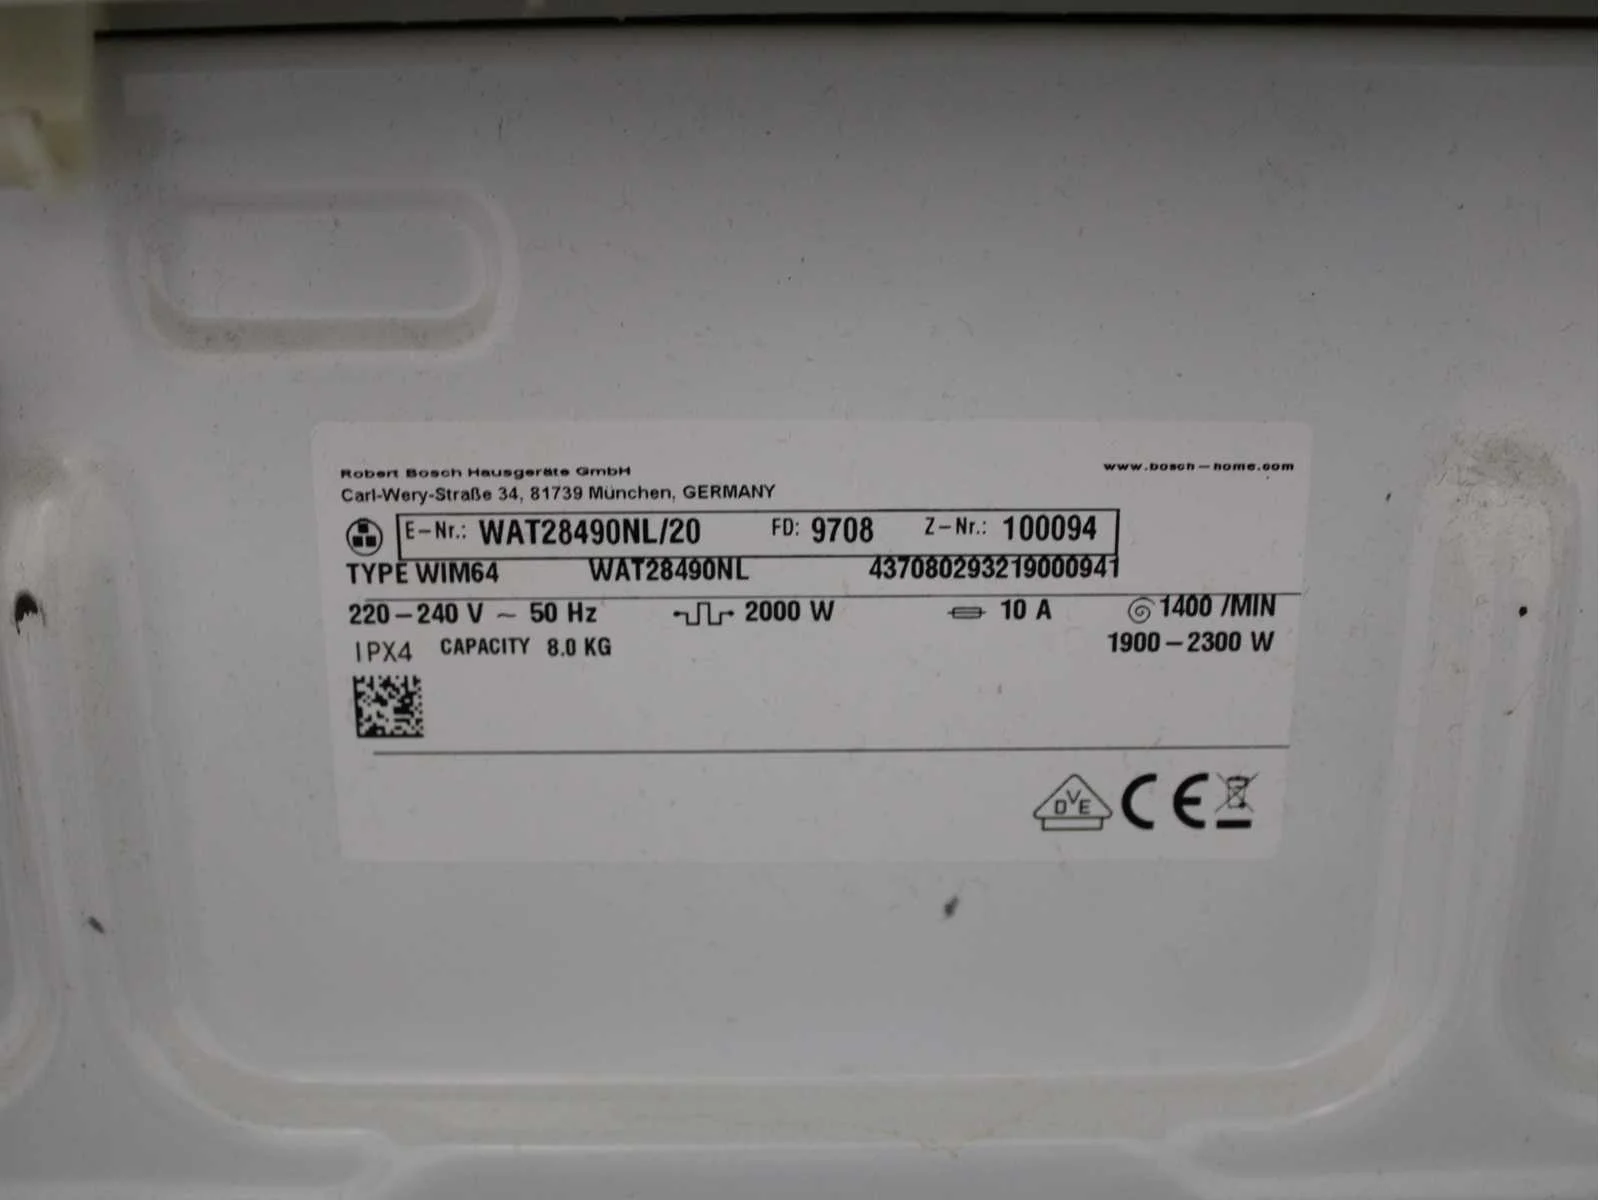 Robert Bosch Hausgeräte GmbH
www.bosch-home.com
Carl-Wery-Straße 34, 81739 München, GERMANY
E-Nr.: WAT28490NL/20 FD: 9708 Z-Nr.: 100094
TYPE WIM64 WAT28490NL 437080293219000941
220-240 V ~ 50 Hz 2000 W 10 A 1400 /MIN
IPX4 CAPACITY 8.0 KG 1900-2300 W
DVE CE